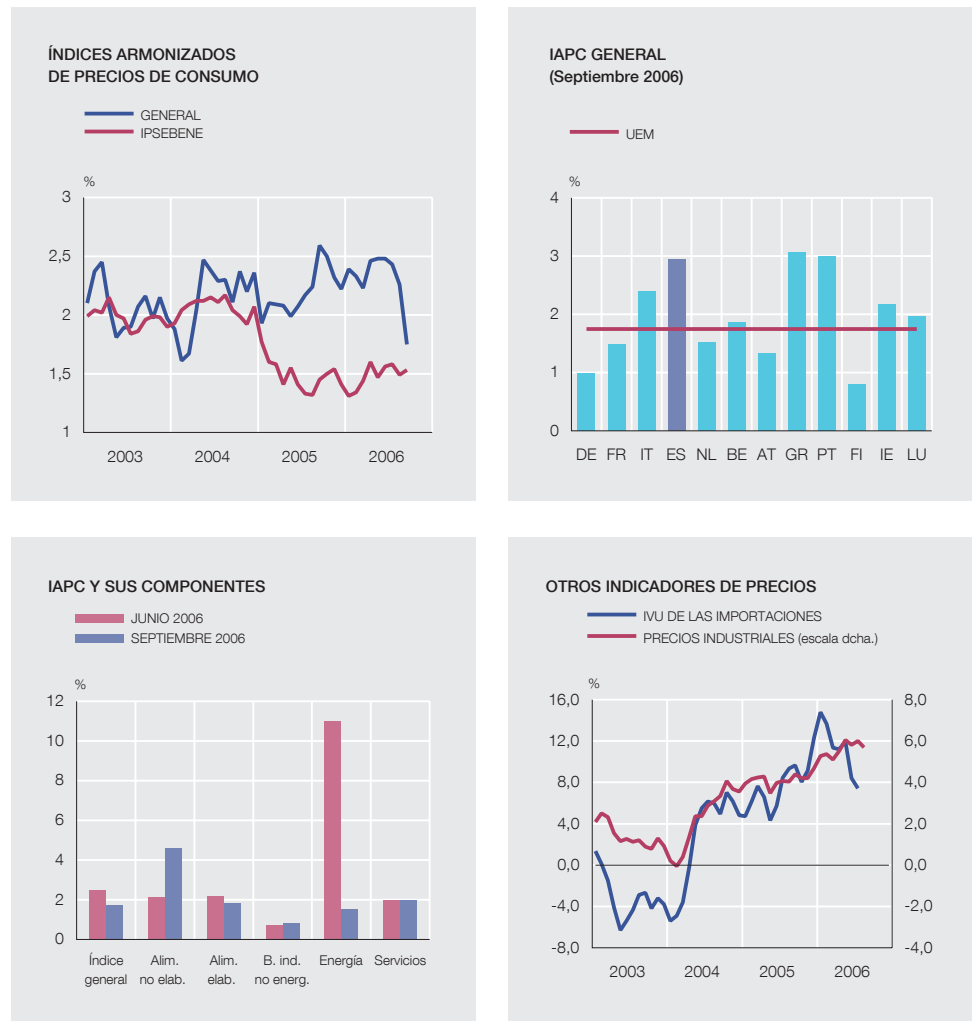 ÍNDICES ARMONIZADOS
DE PRECIOS DE CONSUMO
GENERAL
IPSEBENE
%
3
2,5
2
1,5
1
2003 2004 2005 2006
IAPC GENERAL
(Septiembre 2006)
UEM
%
4
3
2
1
0
DE FR IT ES NL BE AT GR PT FI IE LU
IAPC Y SUS COMPONENTES
JUNIO 2006
SEPTIEMBRE 2006
%
12
10
8
6
4
2
0
Índice Alim. Alim. B. ind. Energía Servicios
general no elab. elab. no energ.
OTROS INDICADORES DE PRECIOS
IVU DE LAS IMPORTACIONES
PRECIOS INDUSTRIALES (escala dcha.)
%
16,0 8,0
12,0 6,0
8,0 4,0
4,0 2,0
0,0 0,0
-4,0 -2,0
-8,0 -4,0
2003 2004 2005 2006